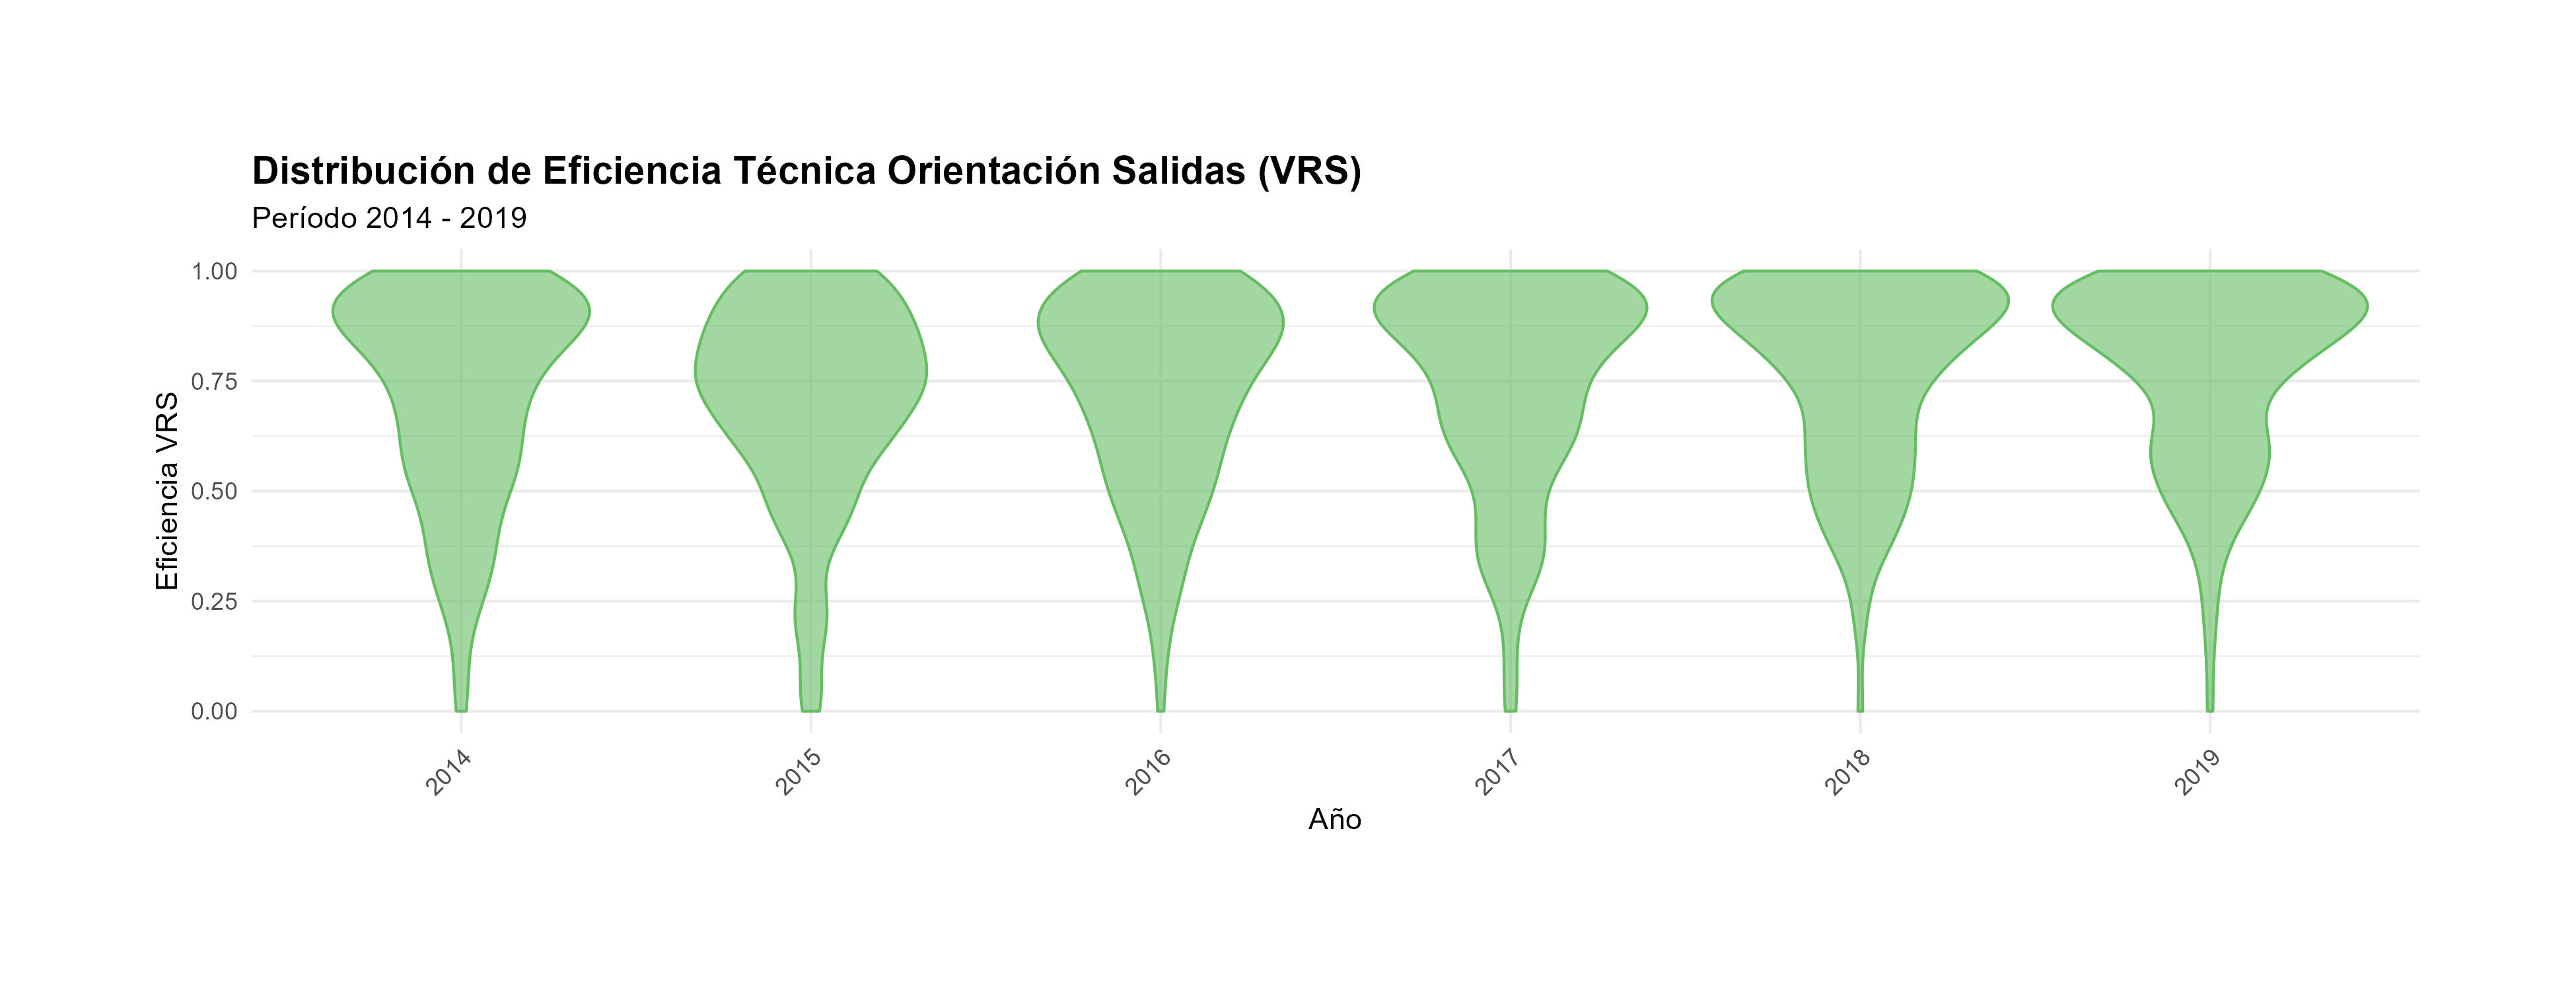 Distribución de Eficiencia Técnica Orientación Salidas (VRS)
Período 2014 - 2019
Eficiencia VRS
1.00
0.75
0.50
0.25
0.00
2014
2015
2016
2017
2018
2019
Año